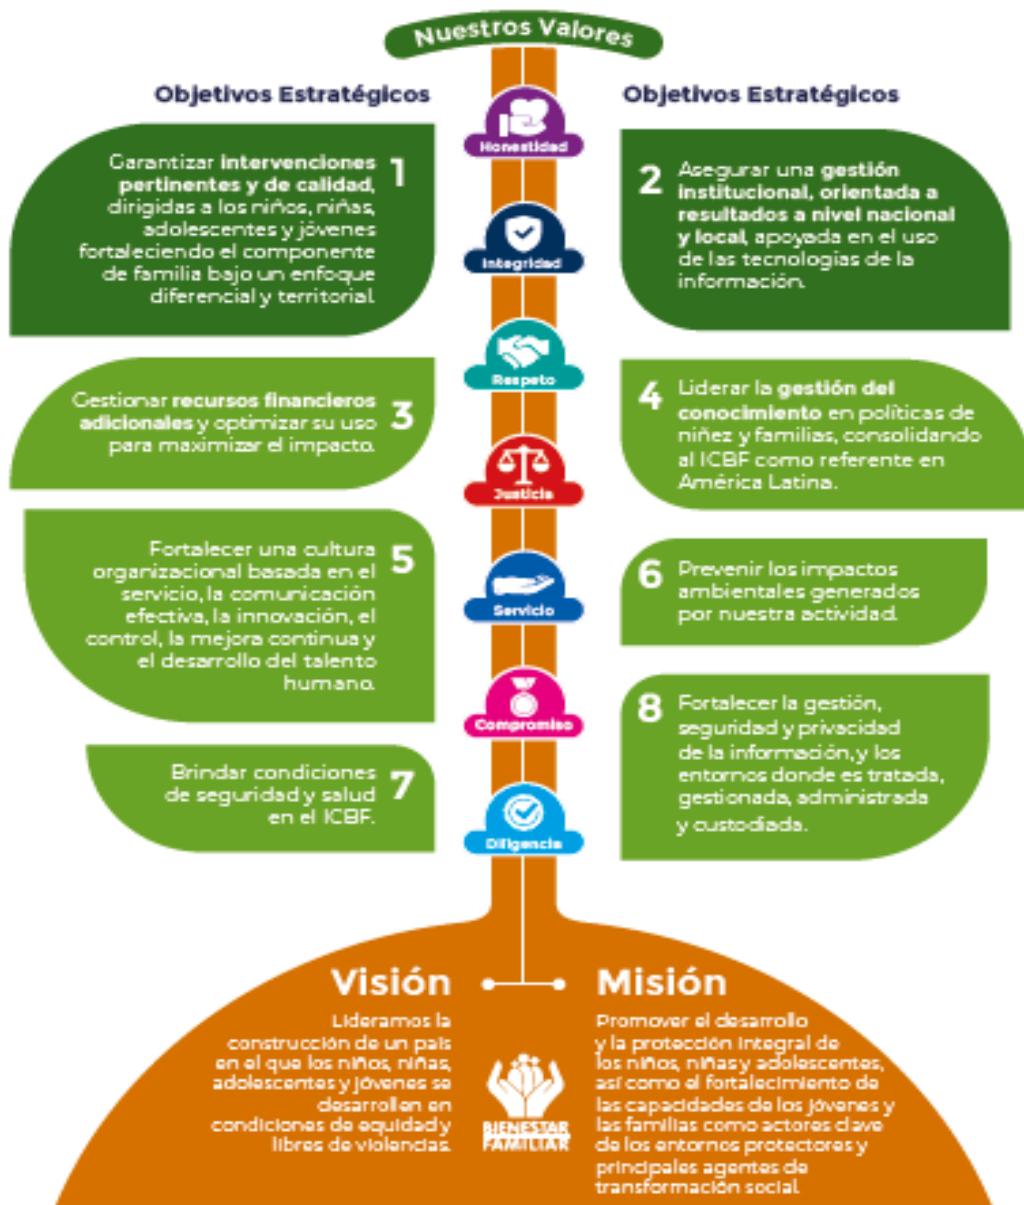 Nuestros Valores
Objetivos Estratégicos
1
Garantizar intervenciones
pertinentes y de calidad,
dirigidas a los niños, niñas,
adolescentes y jóvenes
fortaleciendo el componente
de familia bajo un enfoque
diferencial y territorial.
Objetivos Estratégicos
2
Asegurar una gestión
institucional, orientada a
resultados a nivel nacional
y local, apoyada en el uso
de las tecnologias de la
información.
3
Gestionar recursos financieros
adicionales y optimizar su uso
para maximizar el impacto.
4
Liderar la gestión del
conocimiento en políticas de
niñez y familias, consolidando
al ICBF como referente en
América Latina.
5
Fortalecer una cultura
organizacional basada en el
servicio, la comunicación
efectiva, la innovación, el
control, la mejora continua y
el desarrollo del talento
humano.
6
Prevenir los impactos
ambientales generados
por nuestra actividad.
7
Brindar condiciones
de seguridad y salud
en el ICBF.
8
Fortalecer la gestión,
seguridad y privacidad
de la información, y los
entornos donde es tratada,
gestionada, administrada
y custodiada.
Honestidad
Integridad
Respeto
Justicia
Servicio
Compromiso
Diligencia
Visión
Lideramos la
construcción de un país
en el que los niños, niñas,
adolescentes y jóvenes se
desarrollen en
condiciones de equidad y
libres de violencias.
BIENESTAR
FAMILIAR
Misión
Promover el desarrollo
y la protección integral de
los niños, niñas y adolescentes,
así como el fortalecimiento de
las capacidades de los jóvenes y
las familias como actores clave
de los entornos protectores y
principales agentes de
transformación social.